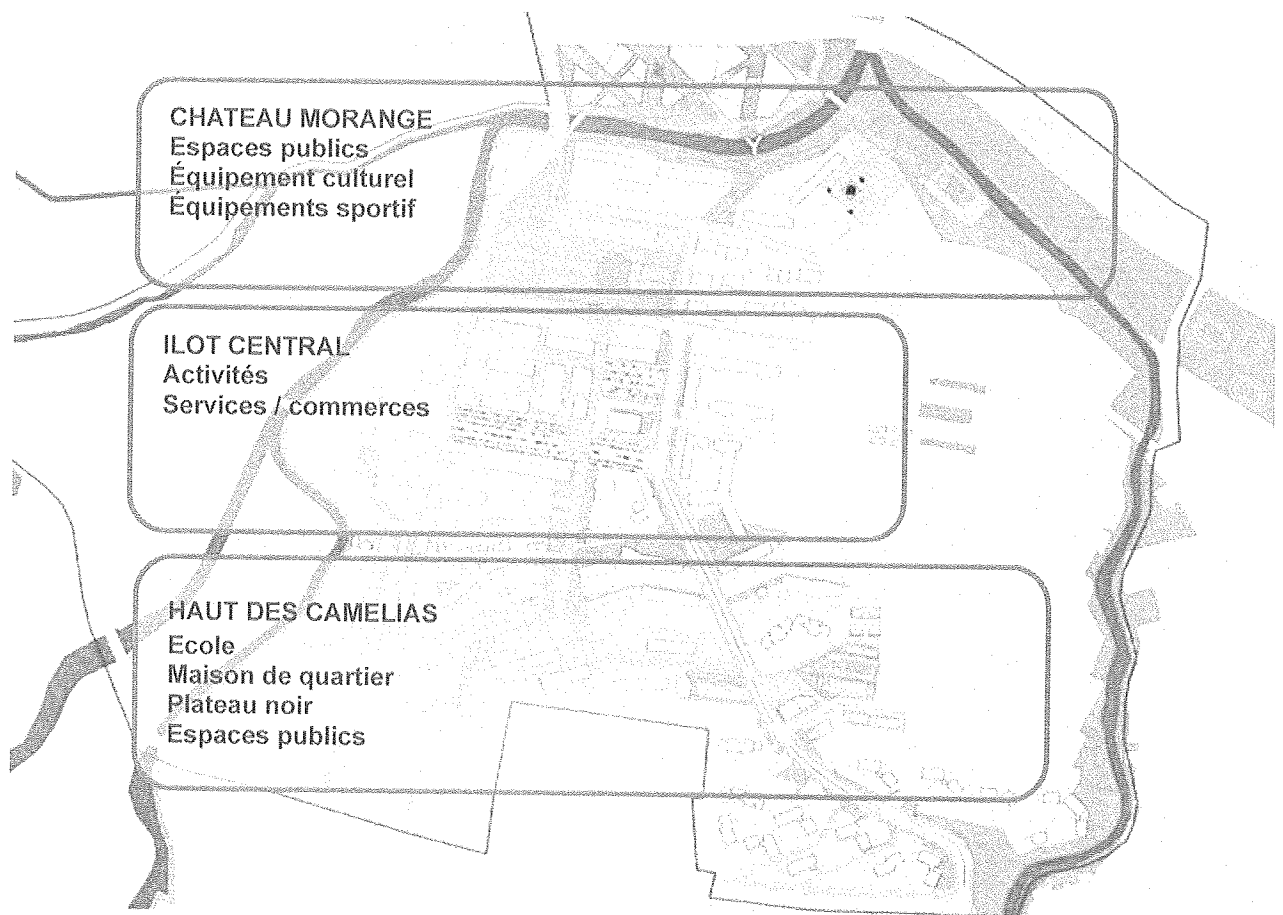 CHATEAU MORANGE
Espaces publics
Équipement culturel
Équipements sportif
ILOT CENTRAL
Activités
Services / commerces
HAUT DES CAMELIAS
Ecole
Maison de quartier
Plateau noir
Espaces publics